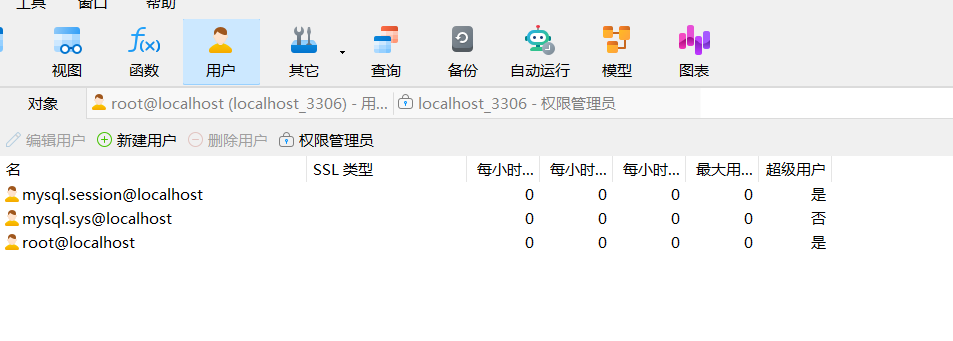 工具 窗口 帮助
视图 函数 用户 其它 查询 备份 自动运行 模型 图表
对象 root@localhost (localhost_3306) - 用... localhost_3306 - 权限管理员
编辑用户 新建用户 删除用户 权限管理员
名 SSL 类型 每小时... 每小时... 每小时... 最大用... 超级用户
mysql.session@localhost 0 0 0 0 是
mysql.sys@localhost 0 0 0 0 否
root@localhost 0 0 0 0 是